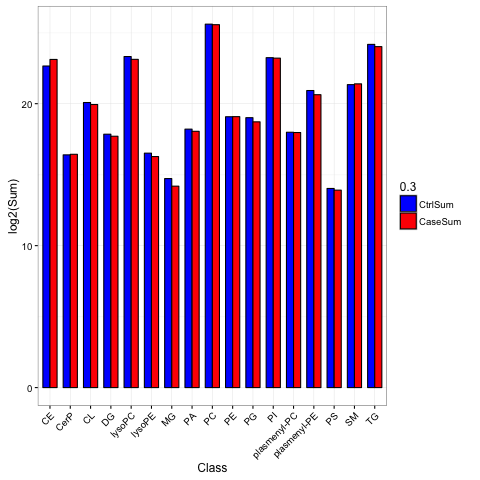 20
10
0
log2(Sum)
CE
CerP
CL
DG
lysoPC
lysoPE
MG
PA
PC
PE
PG
PI
plasmenyl-PC
plasmenyl-PE
PS
SM
TG
Class
0.3
CtrlSum
CaseSum